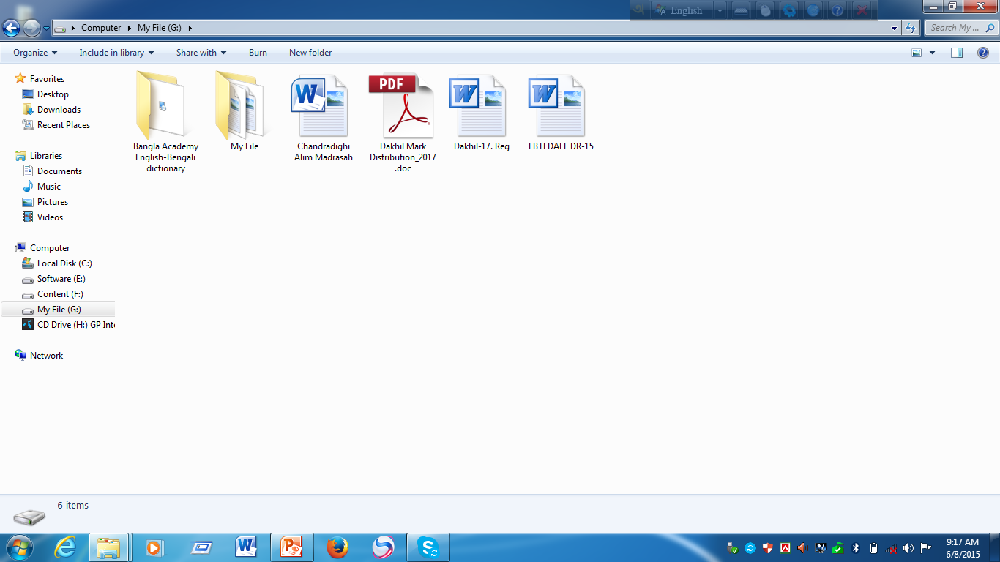 English
Computer
My File (G:)
Search My ...
Organize
Include in library
Share with
Burn
New folder
Favorites
Desktop
Downloads
Recent Places
Libraries
Documents
Music
Pictures
Videos
Computer
Local Disk (C:)
Software (E:)
Content (F:)
My File (G:)
CD Drive (H:) GP Inte
Network
Bangla Academy
English-Bengali
dictionary
My File
Chandradighi
Alim Madrasah
PDF
Dakhil Mark
Distribution_2017
.doc
Dakhil-17. Reg
EBTEDAEE DR-15
6 items
9:17 AM
6/8/2015